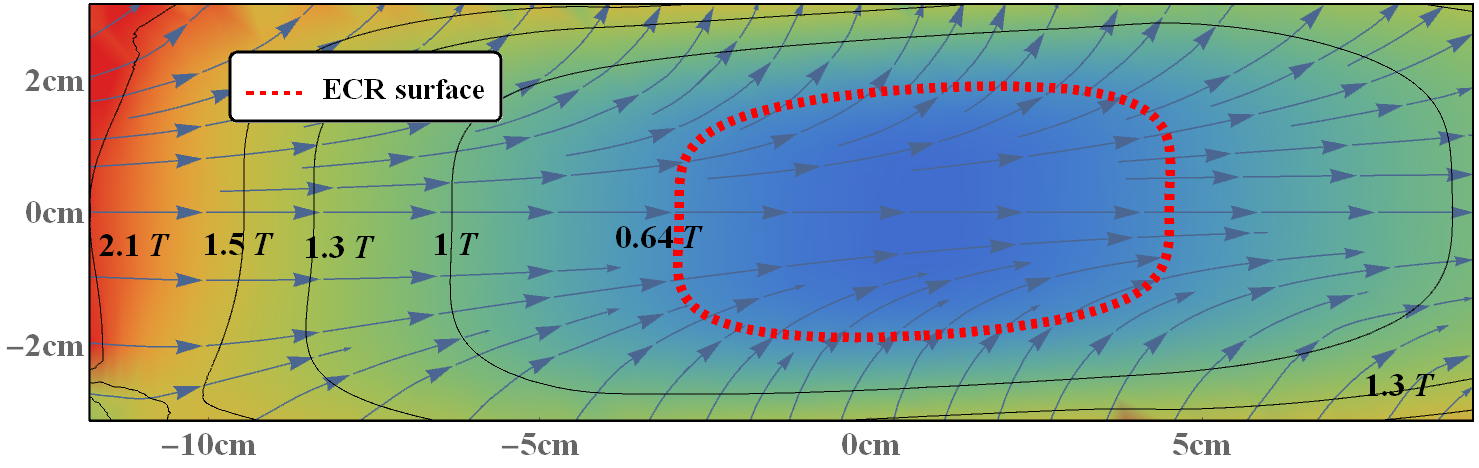 2cm
ECR surface
0cm
2.1 T 1.5 T 1.3 T 1 T 0.64 T
−2cm
1.3 T
−10cm −5cm 0cm 5cm